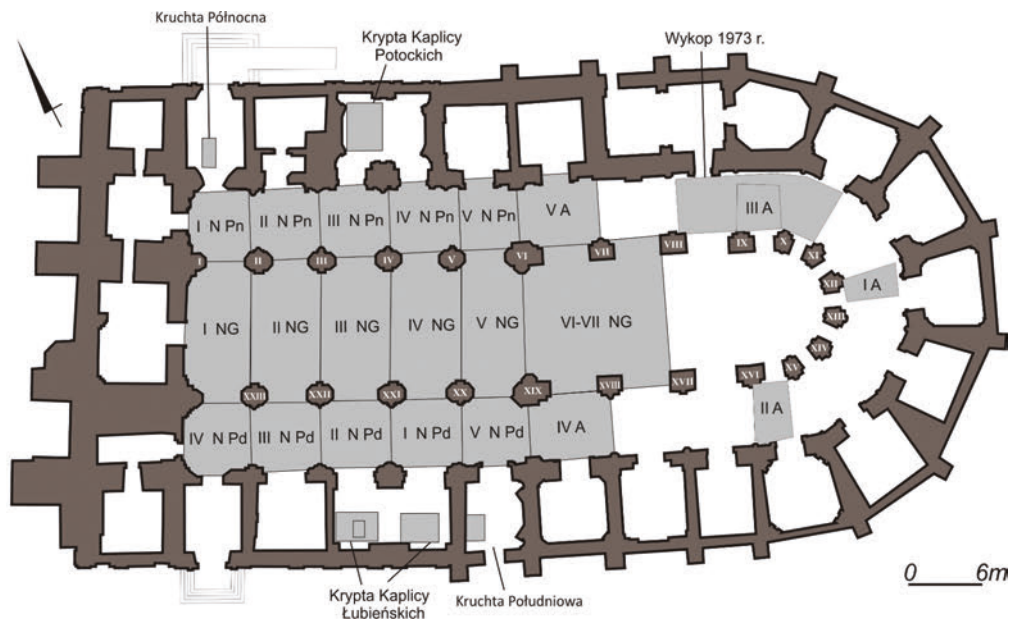 Kruchta Północna
Krypta Kaplicy
Potockich
Wykop 1973 r.
I N Pn
II N Pn
III N Pn
IV N Pn
V N Pn
V A
III A
I
II
III
IV
V
VI
VII
VIII
IX
X
XI
XII
I A
XIII
XIV
XV
XVI
XVII
XVIII
XIX
XX
XXI
XXII
XXIII
I NG
II NG
III NG
IV NG
V NG
VI-VII NG
IV N Pd
III N Pd
II N Pd
I N Pd
V N Pd
IV A
II A
Krypta Kaplicy
Łubieńskich
Kruchta Południowa
0 6m